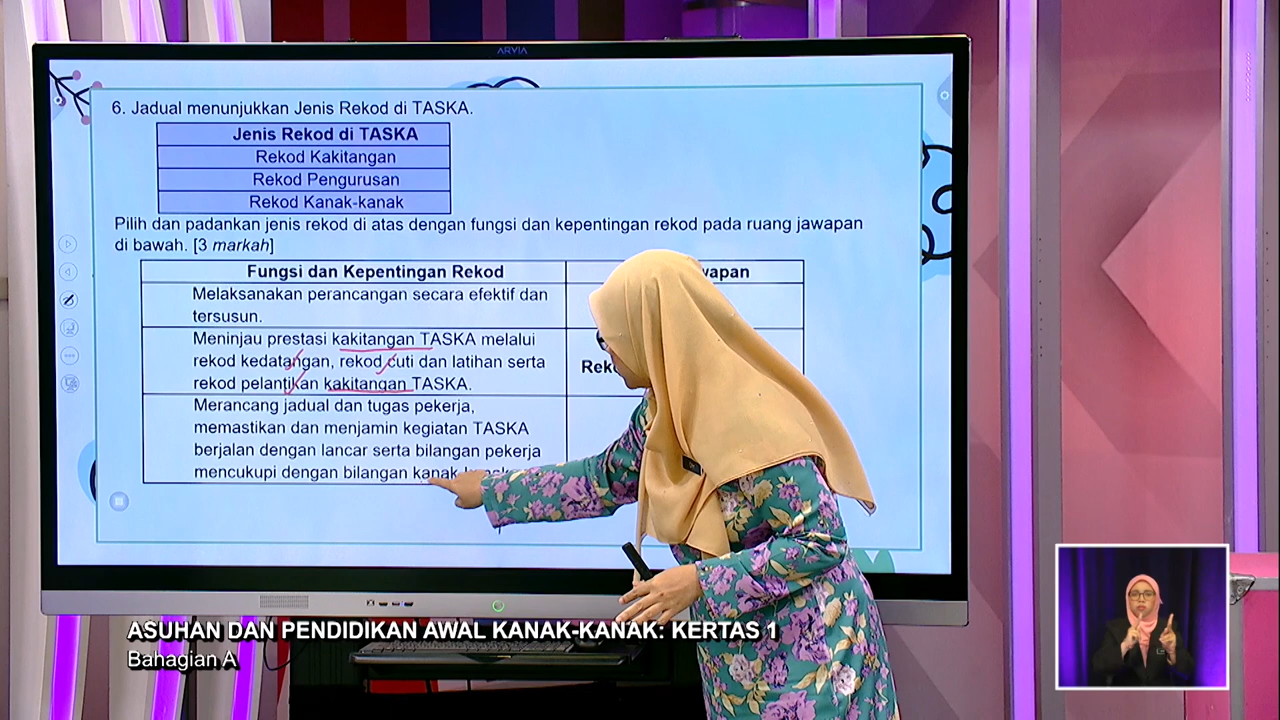 ARVIA
6. Jadual menunjukkan Jenis Rekod di TASKA.
Jenis Rekod di TASKA
Rekod Kakitangan
Rekod Pengurusan
Rekod Kanak-kanak
Pilih dan padankan jenis rekod di atas dengan fungsi dan kepentingan rekod pada ruang jawapan
di bawah. [3 markah]
Fungsi dan Kepentingan Rekod
Melaksanakan perancangan secara efektif dan
tersusun.
Meninjau prestasi kakitangan TASKA melalui
rekod kedatangan, rekod cuti dan latihan serta
rekod pelantikan kakitangan TASKA.
Merancang jadual dan tugas pekerja,
memastikan dan menjamin kegiatan TASKA
berjalan dengan lancar serta bilangan pekerja
mencukupi dengan bilangan kanak
ASUHAN DAN PENDIDIKAN AWAL KANAK-KANAK: KERTAS 1
Bahagian A